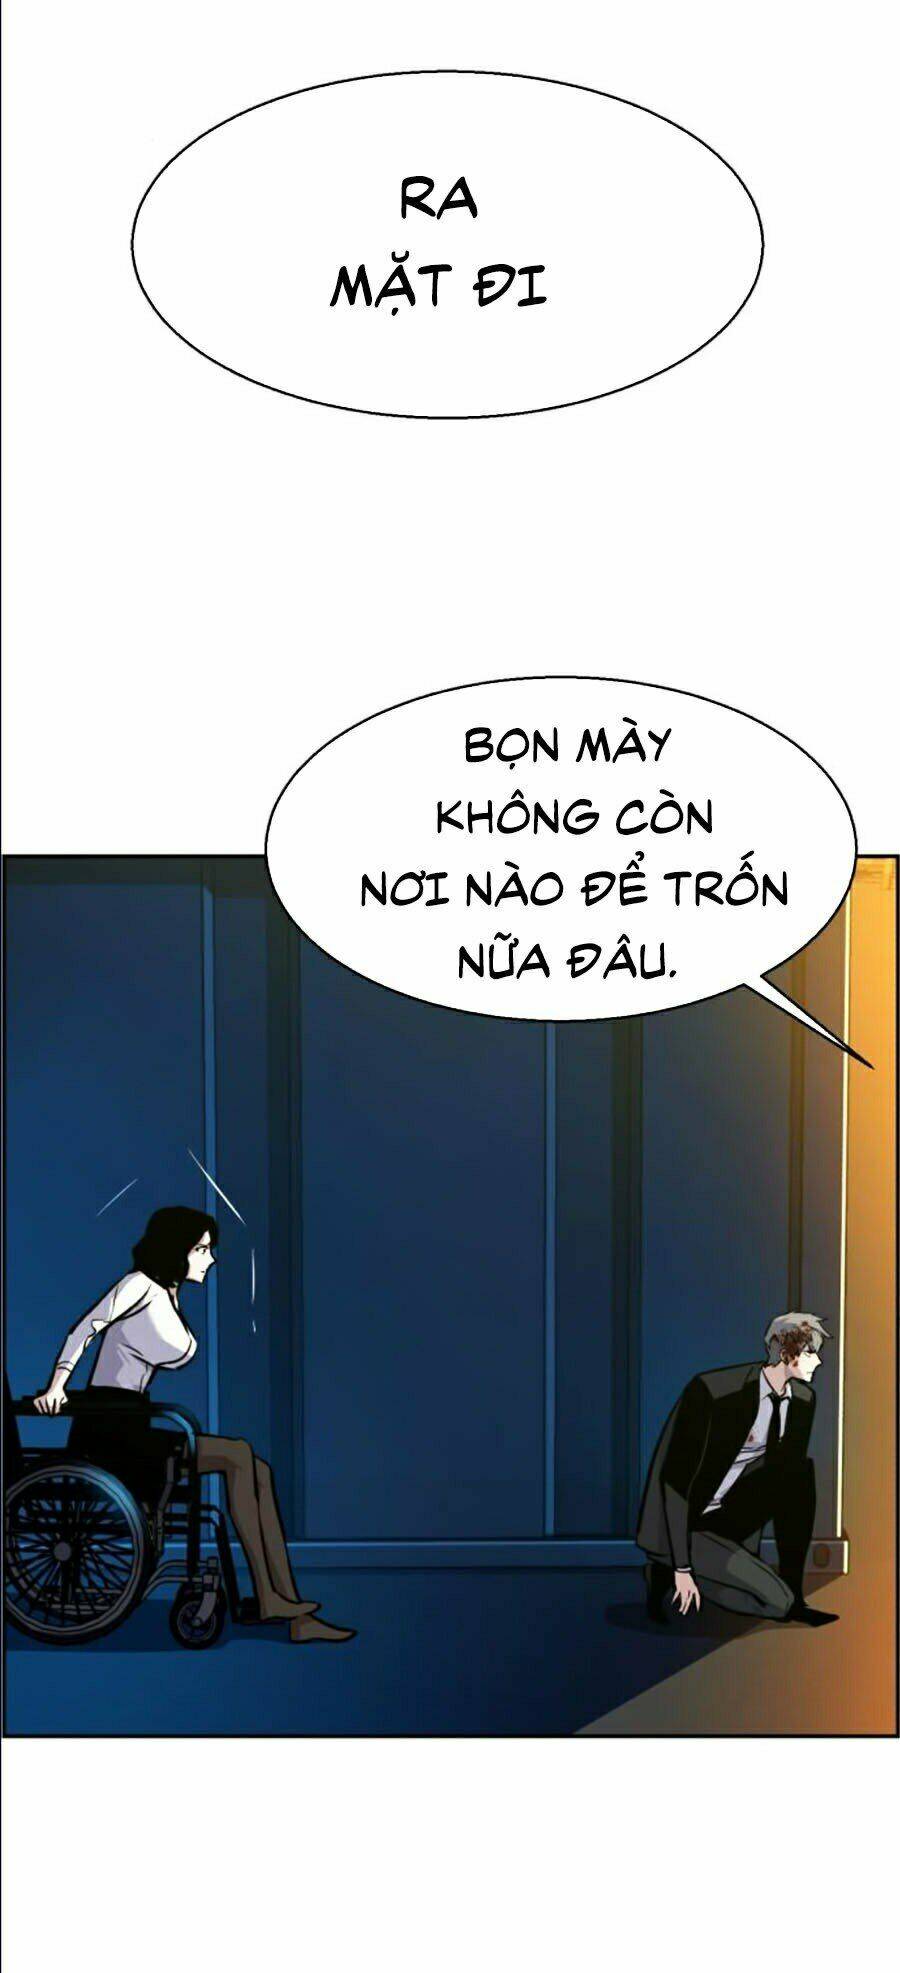 RA
MẶT ĐI
BỌN MÀY
KHÔNG CÒN
NƠI NÀO ĐỂ TRỐN
NỮA ĐÂU.